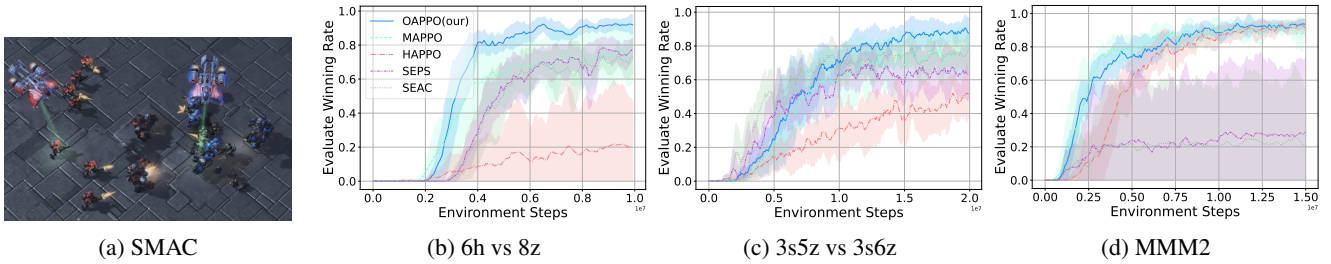 Evaluate Winning Rate
1.0
0.8
0.6
0.4
0.2
0.0
OAPPO(our)
MAPPO
HAPPO
SEPS
SEAC
0.0 0.2 0.4 0.6 0.8 1.0
1e7
Environment Steps
Evaluate Winning Rate
1.0
0.8
0.6
0.4
0.2
0.0
0.0 0.5 1.0 1.5 2.0
1e7
Environment Steps
Evaluate Winning Rate
1.0
0.8
0.6
0.4
0.2
0.0
0.0 0.25 0.5 0.75 1.0 1.25 1.5
1e7
Environment Steps
(a) SMAC
(b) 6h vs 8z
(c) 3s5z vs 3s6z
(d) MMM2